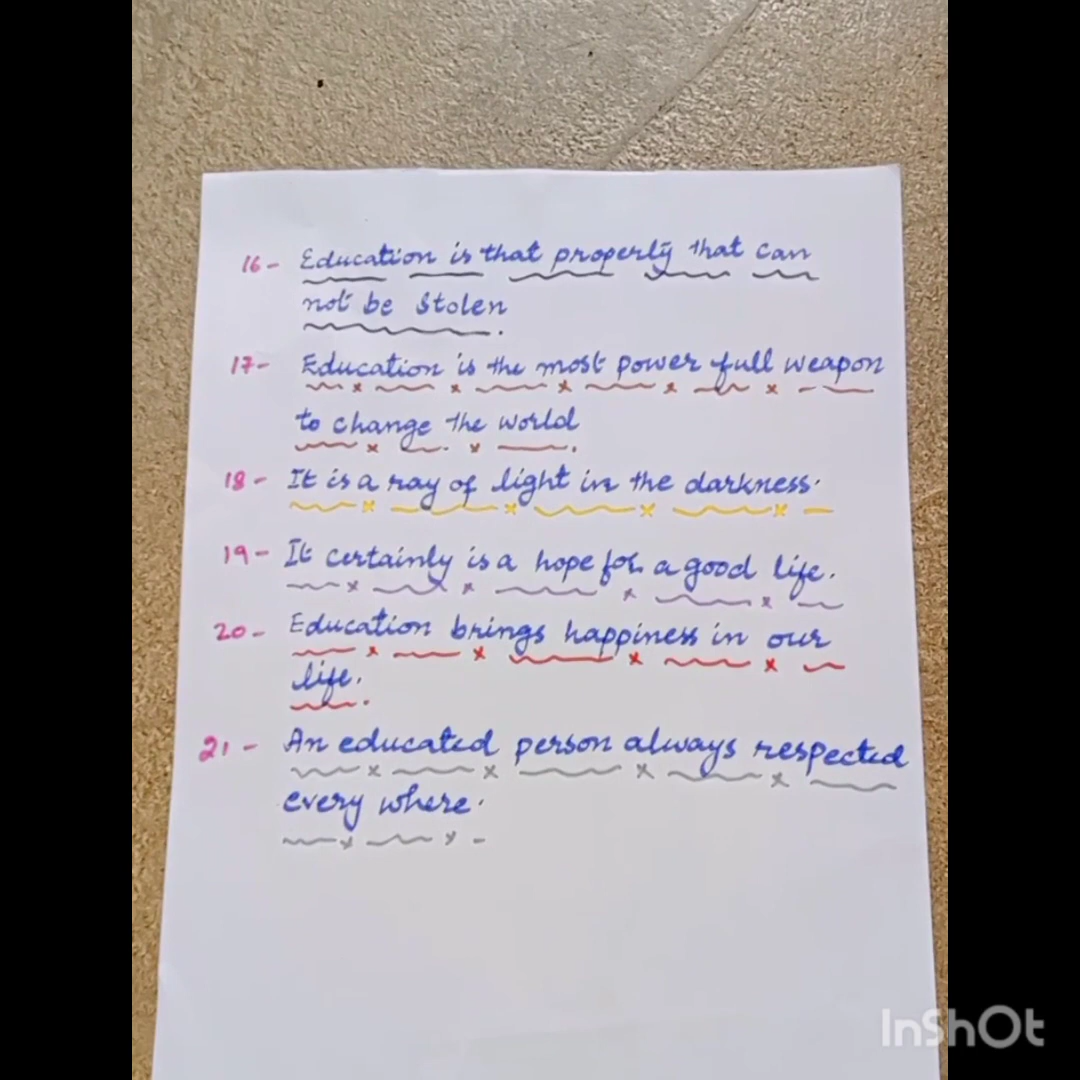 16- Education is that property that can
not be stolen
17- Education is the most power full weapon
to change the world
18- It is a ray of light in the darkness.
19- It certainly is a hope for a good life.
20- Education brings happiness in our
life.
21- An educated person always respected
every where.
InShOt